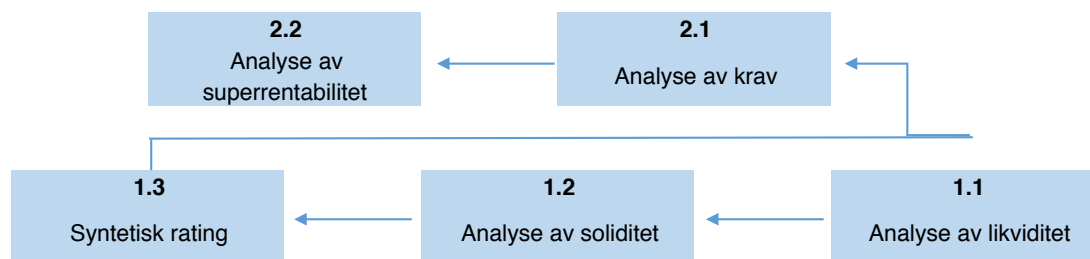 2.2
Analyse av
superrentabilitet
2.1
Analyse av krav
1.3
Syntetisk rating
1.2
Analyse av soliditet
1.1
Analyse av likviditet